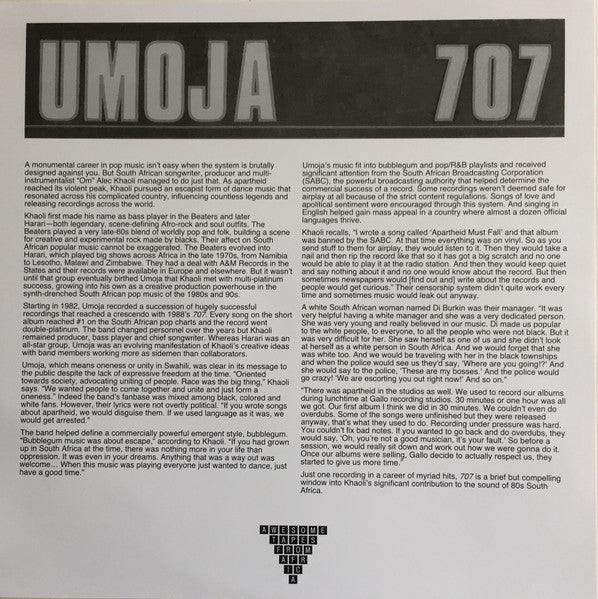 UMOJA 707
A monumental career in pop music isn't easy when the system is brutally
designed against you. But South African songwriter, producer and multi-
instrumentalist "Om" Alec Khaoli managed to do just that. As apartheid
reached its violent peak, Khaoli pursued an escapist form of dance music that
resonated across his complicated country, influencing countless legends and
releasing recordings across the world.
Khaoli first made his name as bass player in the Beaters and later
Harari—both legendary, scene-defining Afro-rock and soul outfits. The
Beaters played a very late-60s blend of worldly pop and folk, building a scene
for creative and experimental rock made by blacks. Their affect on South
African popular music cannot be exaggerated. The Beaters evolved into
Harari, which played big shows across Africa in the late 1970s, from Namibia
to Lesotho, Malawi and Zimbabwe. They had a deal with A&M Records in the
States and their records were available in Europe and elsewhere. But it wasn't
until that group evolved into Umoja that Khaoli met with multi-platinum
success, growing into his own as a creative production powerhouse in the
synth-drenched South African pop music of the 1980s and 90s.
Starting in 1982, Umoja recorded a succession of hugely successful
recordings that reached a crescendo with 1988's 707. Every song on the short
album reached #1 on the South African pop charts and the record went
double-platinum. The band changed personnel over the years but Khaoli
remained producer, bass player and chief songwriter. Whereas Harari was an
all-star group, Umoja was an evolving manifestation of Khaoli's creative ideas
with band members working more as sidemen than collaborators.
Umoja, which means oneness or unity in Swahili, was clear in its message to
the public despite the lack of expressive freedom at the time. "Oriented
towards society, advocating uniting of people. Race was the big thing," Khaoli
says. "We wanted people to come together and unite and just form a
oneness." Indeed the band's fanbase was mixed among black, colored and
white fans. However, their lyrics were not overtly political. "If you wrote songs
about apartheid, we would disguise them. If we used language as it was, we
would get arrested."
The band helped define a commercially powerful emergent style, bubblegum.
"Bubblegum music was about escape," according to Khaoli. "If you had grown
up in South Africa at the time, there was nothing more in your life than
oppression. It was even in your dreams. Anything that was a way out was
welcome… When this music was playing everyone just wanted to dance, just
have a good time."
Umoja's music fit into bubblegum and pop/R&B playlists and received
significant attention from the South African Broadcasting Corporation
(SABC), the powerful broadcasting authority that helped determine the
commercial success of a record. Some recordings weren't deemed safe for
airplay at all because of the strict content regulations. Songs of love and
apolitical sentiment were encouraged through this system. And singing in
English helped gain mass appeal in a country where almost a dozen official
languages thrive.
Khaoli recalls, "I wrote a song called 'Apartheid Must Fall' and that album
was banned by the SABC. At that time everything was on vinyl. So as you
send stuff to them for airplay, they would listen to it. Then they would take a
nail and then rip the record like that so it has got a big scratch and no one
would be able to play it at the radio station. And then they would keep quiet
and say nothing about it and no one would know about the record. But then
sometimes newspapers would [find out and] write about the records and
people would get curious." Their censorship system didn't quite work every
time and sometimes music would leak out anyway.
A white South African woman named Di Burkin was their manager. "It was
very helpful having a white manager and she was a very dedicated person.
She was very young and really believed in our music. Di made us popular
to the white people, to everyone, to all the people who were not black. But it
was very difficult for her. She saw herself as one of us and she didn't look
at herself as a white person in South Africa. And we would forget that she
was white too. And we would be traveling with her in the black townships
and when the police would see us they'd say, 'Where are you going!?' And
she would say to the police, 'These are my bosses.' And the police would
go crazy! 'We are escorting you out right now!' And so on."
"There was apartheid in the studios as well. We used to record our albums
during lunchtime at Gallo recording studios. 30 minutes or one hour was all
we got. Our first album I think we did in 30 minutes. We couldn't even do
overdubs. Some of the songs were unfinished but they were released
anyway, that's what they used to do. Recording under pressure was hard.
You couldn't f'or bad notes. If you wanted to go back and do overdubs, they
would say, 'Oh, you're not a good musician, it's your fault.' So before a
session, we would really sit down and work out how we were gonna do it.
Once our albums were selling, Gallo decide to actually respect us, they
started to give us more time."
Just one recording in a career of myriad hits, 707 is a brief but compelling
window into Khaoli's significant contribution to the sound of 80s South
Africa.
AWESOME
TAPES
FROM
AFR
IC
A